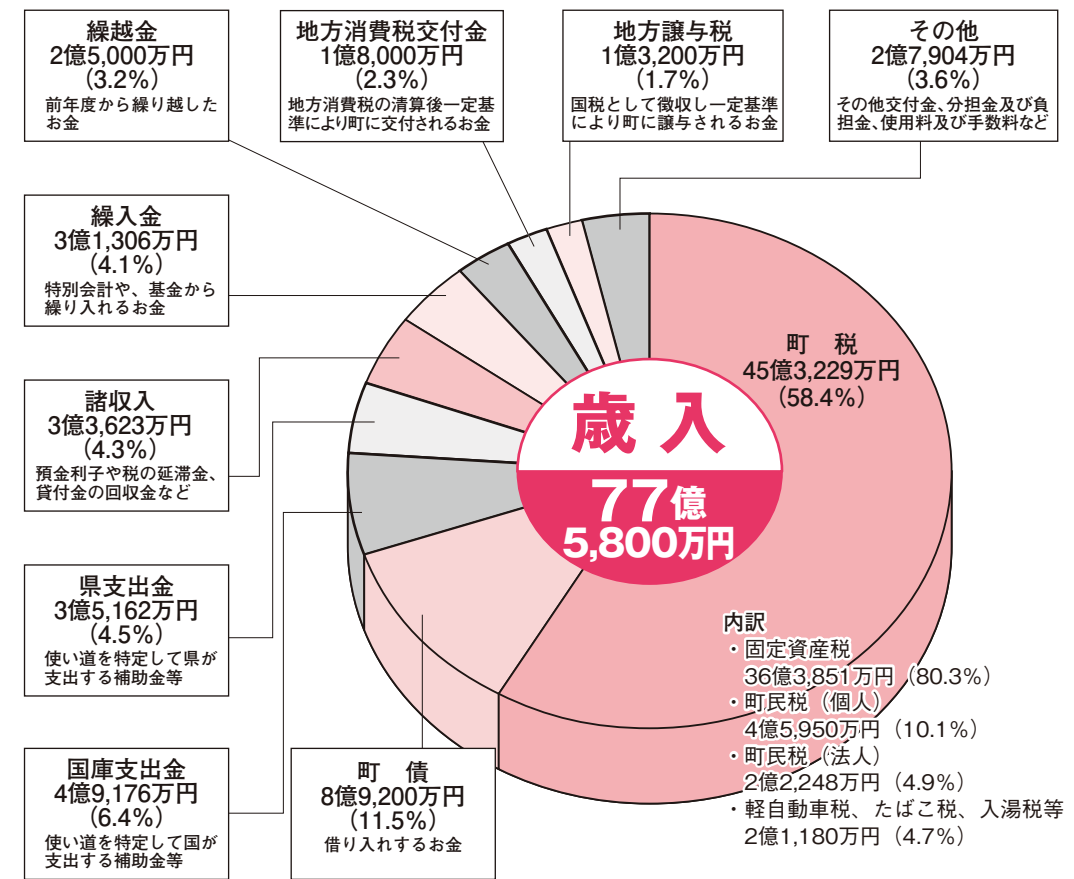 繰越金
2億5,000万円
（3.2%）
前年度から繰り越した
お金
地方消費税交付金
1億8,000万円
（2.3%）
地方消費税の清算後一定基
準により町に交付されるお金
地方譲与税
1億3,200万円
（1.7%）
国税として徴収し一定基準
により町に譲与されるお金
その他
2億7,904万円
（3.6%）
その他交付金、分担金及び負
担金、使用料及び手数料など
繰入金
3億1,306万円
（4.1%）
特別会計や、基金から
繰り入れるお金
諸収入
3億3,623万円
（4.3%）
預金利子や税の延滞金、
貸付金の回収金など
県支出金
3億5,162万円
（4.5%）
使い道を特定して県が
支出する補助金等
国庫支出金
4億9,176万円
（6.4%）
使い道を特定して国が
支出する補助金等
町　債
8億9,200万円
（11.5%）
借り入れするお金
町　税
45億3,229万円
（58.4%）
歳 入
77億
5,800万円
内訳
・固定資産税
36億3,851万円（80.3%）
・町民税（個人）
4億5,950万円（10.1%）
・町民税（法人）
2億2,248万円（4.9%）
・軽自動車税、たばこ税、入湯税等
2億1,180万円（4.7%）